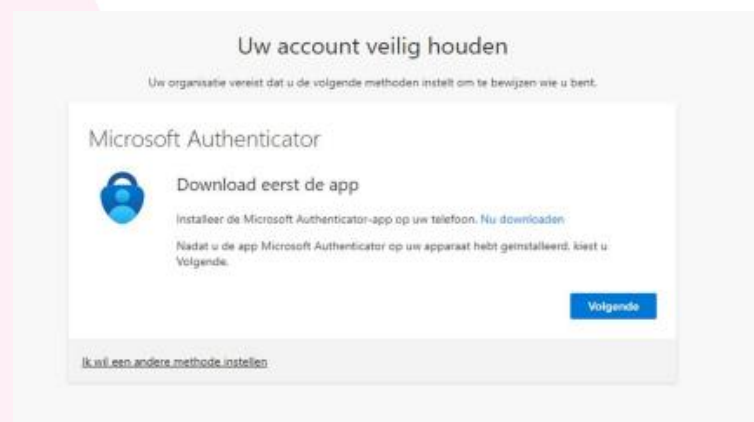 Uw account veilig houden
Uw organisatie vereist dat u de volgende methoden instelt om te bewijzen wie u bent.
Microsoft Authenticator
Download eerst de app
Installeer de Microsoft Authenticator-app op uw telefoon. Nu downloaden
Nadat u de app Microsoft Authenticator op uw apparaat hebt geïnstalleerd, kiest u
Volgende.
Volgende
Ik wil een andere methode instellen